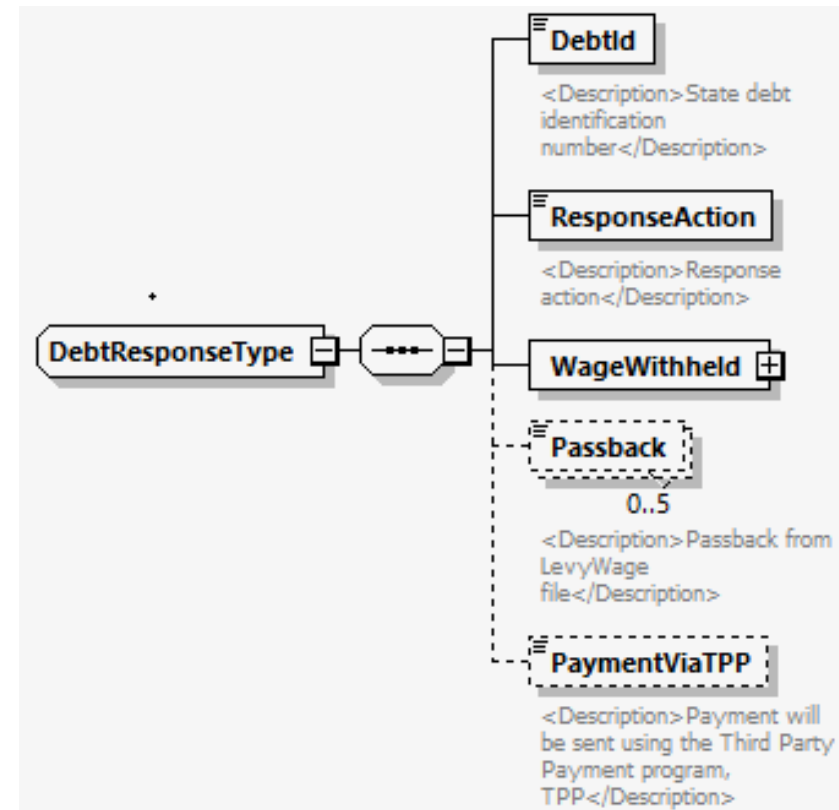 DebtId
<Description>State debt
identification
number</Description>
ResponseAction
<Description>Response
action</Description>
DebtResponseType
WageWithheld
Passback
0..5
<Description>Passback from
LevyWage
file</Description>
PaymentViaTPP
<Description>Payment will
be sent using the Third Party
Payment program,
TPP</Description>